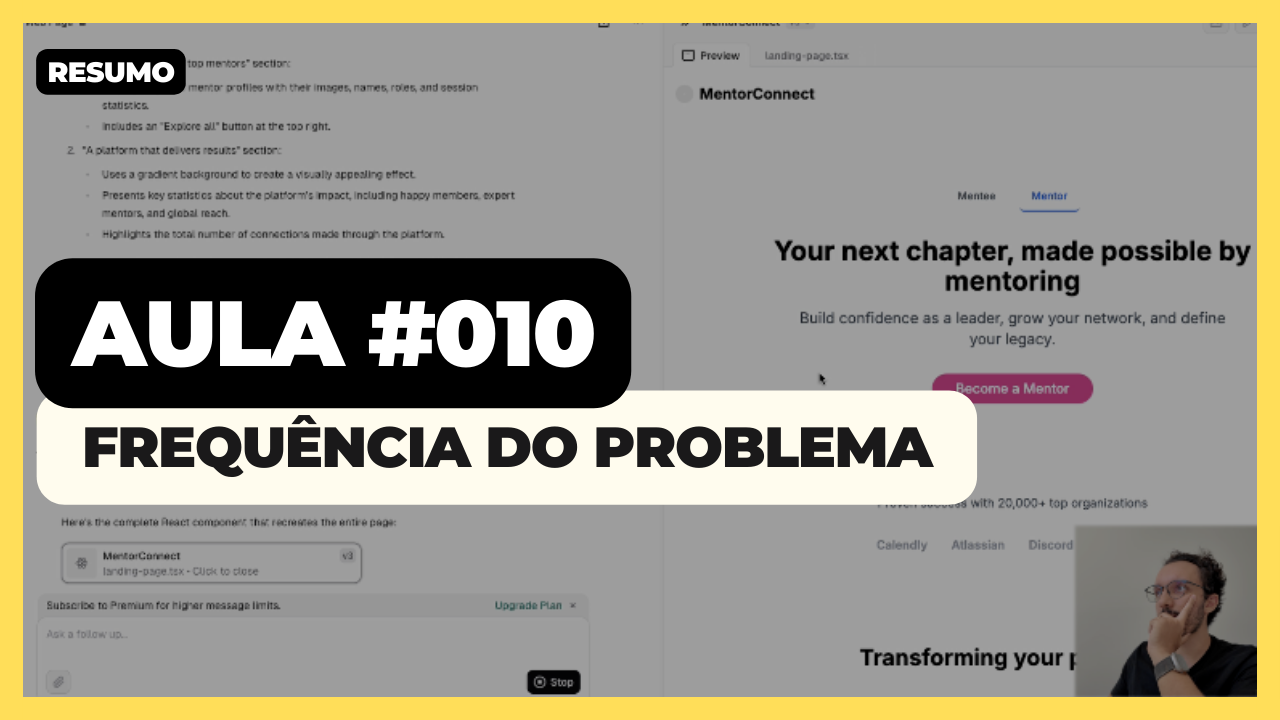 RESUMO
top mentors" section:
mentor profiles with their images, names, roles, and session
statistics.
Includes an "Explore all" button at the top right.
2. "A platform that delivers results" section:
Uses a gradient background to create a visually appealing effect.
Presents key statistics about the platform's impact, including happy members, expert
mentors, and global reach.
Highlights the total number of connections made through the platform.
AULA #010
FREQUÊNCIA DO PROBLEMA
Here's the complete React component that recreates the entire page:
MentorConnect
v3
landing-page.tsx - Click to close
Subscribe to Premium for higher message limits.
Upgrade Plan ×
Ask a follow up...
Stop
MentorConnect
Preview
landing-page.tsx
MentorConnect
Mentee
Mentor
Your next chapter, made possible by
mentoring
Build confidence as a leader, grow your network, and define
your legacy.
Become a Mentor
Proven success with 20,000+ top organizations
Calendly
Atlassian
Discord
Transforming your